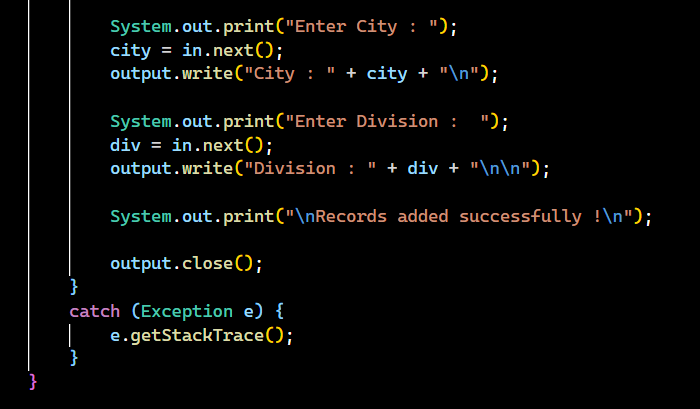 System.out.print("Enter City : ");
city = in.next();
output.write("City : " + city + "\n");
System.out.print("Enter Division :  ");
div = in.next();
output.write("Division : " + div + "\n\n");
System.out.print("\nRecords added successfully !\n");
output.close();
}
catch (Exception e) {
e.getStackTrace();
}
}